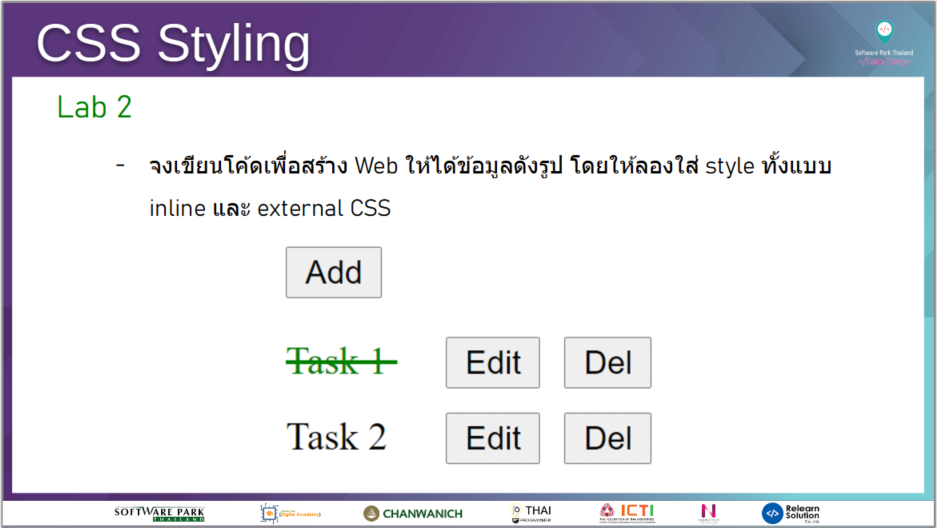 CSS Styling
Software Park Thailand
Lab 2
- จงเขียนโค้ดเพื่อสร้าง Web ให้ได้ข้อมูลดังรูป โดยให้ลองใส่ style ทั้งแบบ
inline และ external CSS
Add
Task 1 Edit Del
Task 2 Edit Del
SOFTWARE PARK
THAILAND
Digital Academy
CHANWANICH
THAI
PROGRAMMER
ICTI
Relearn
Solution
Co., Ltd.